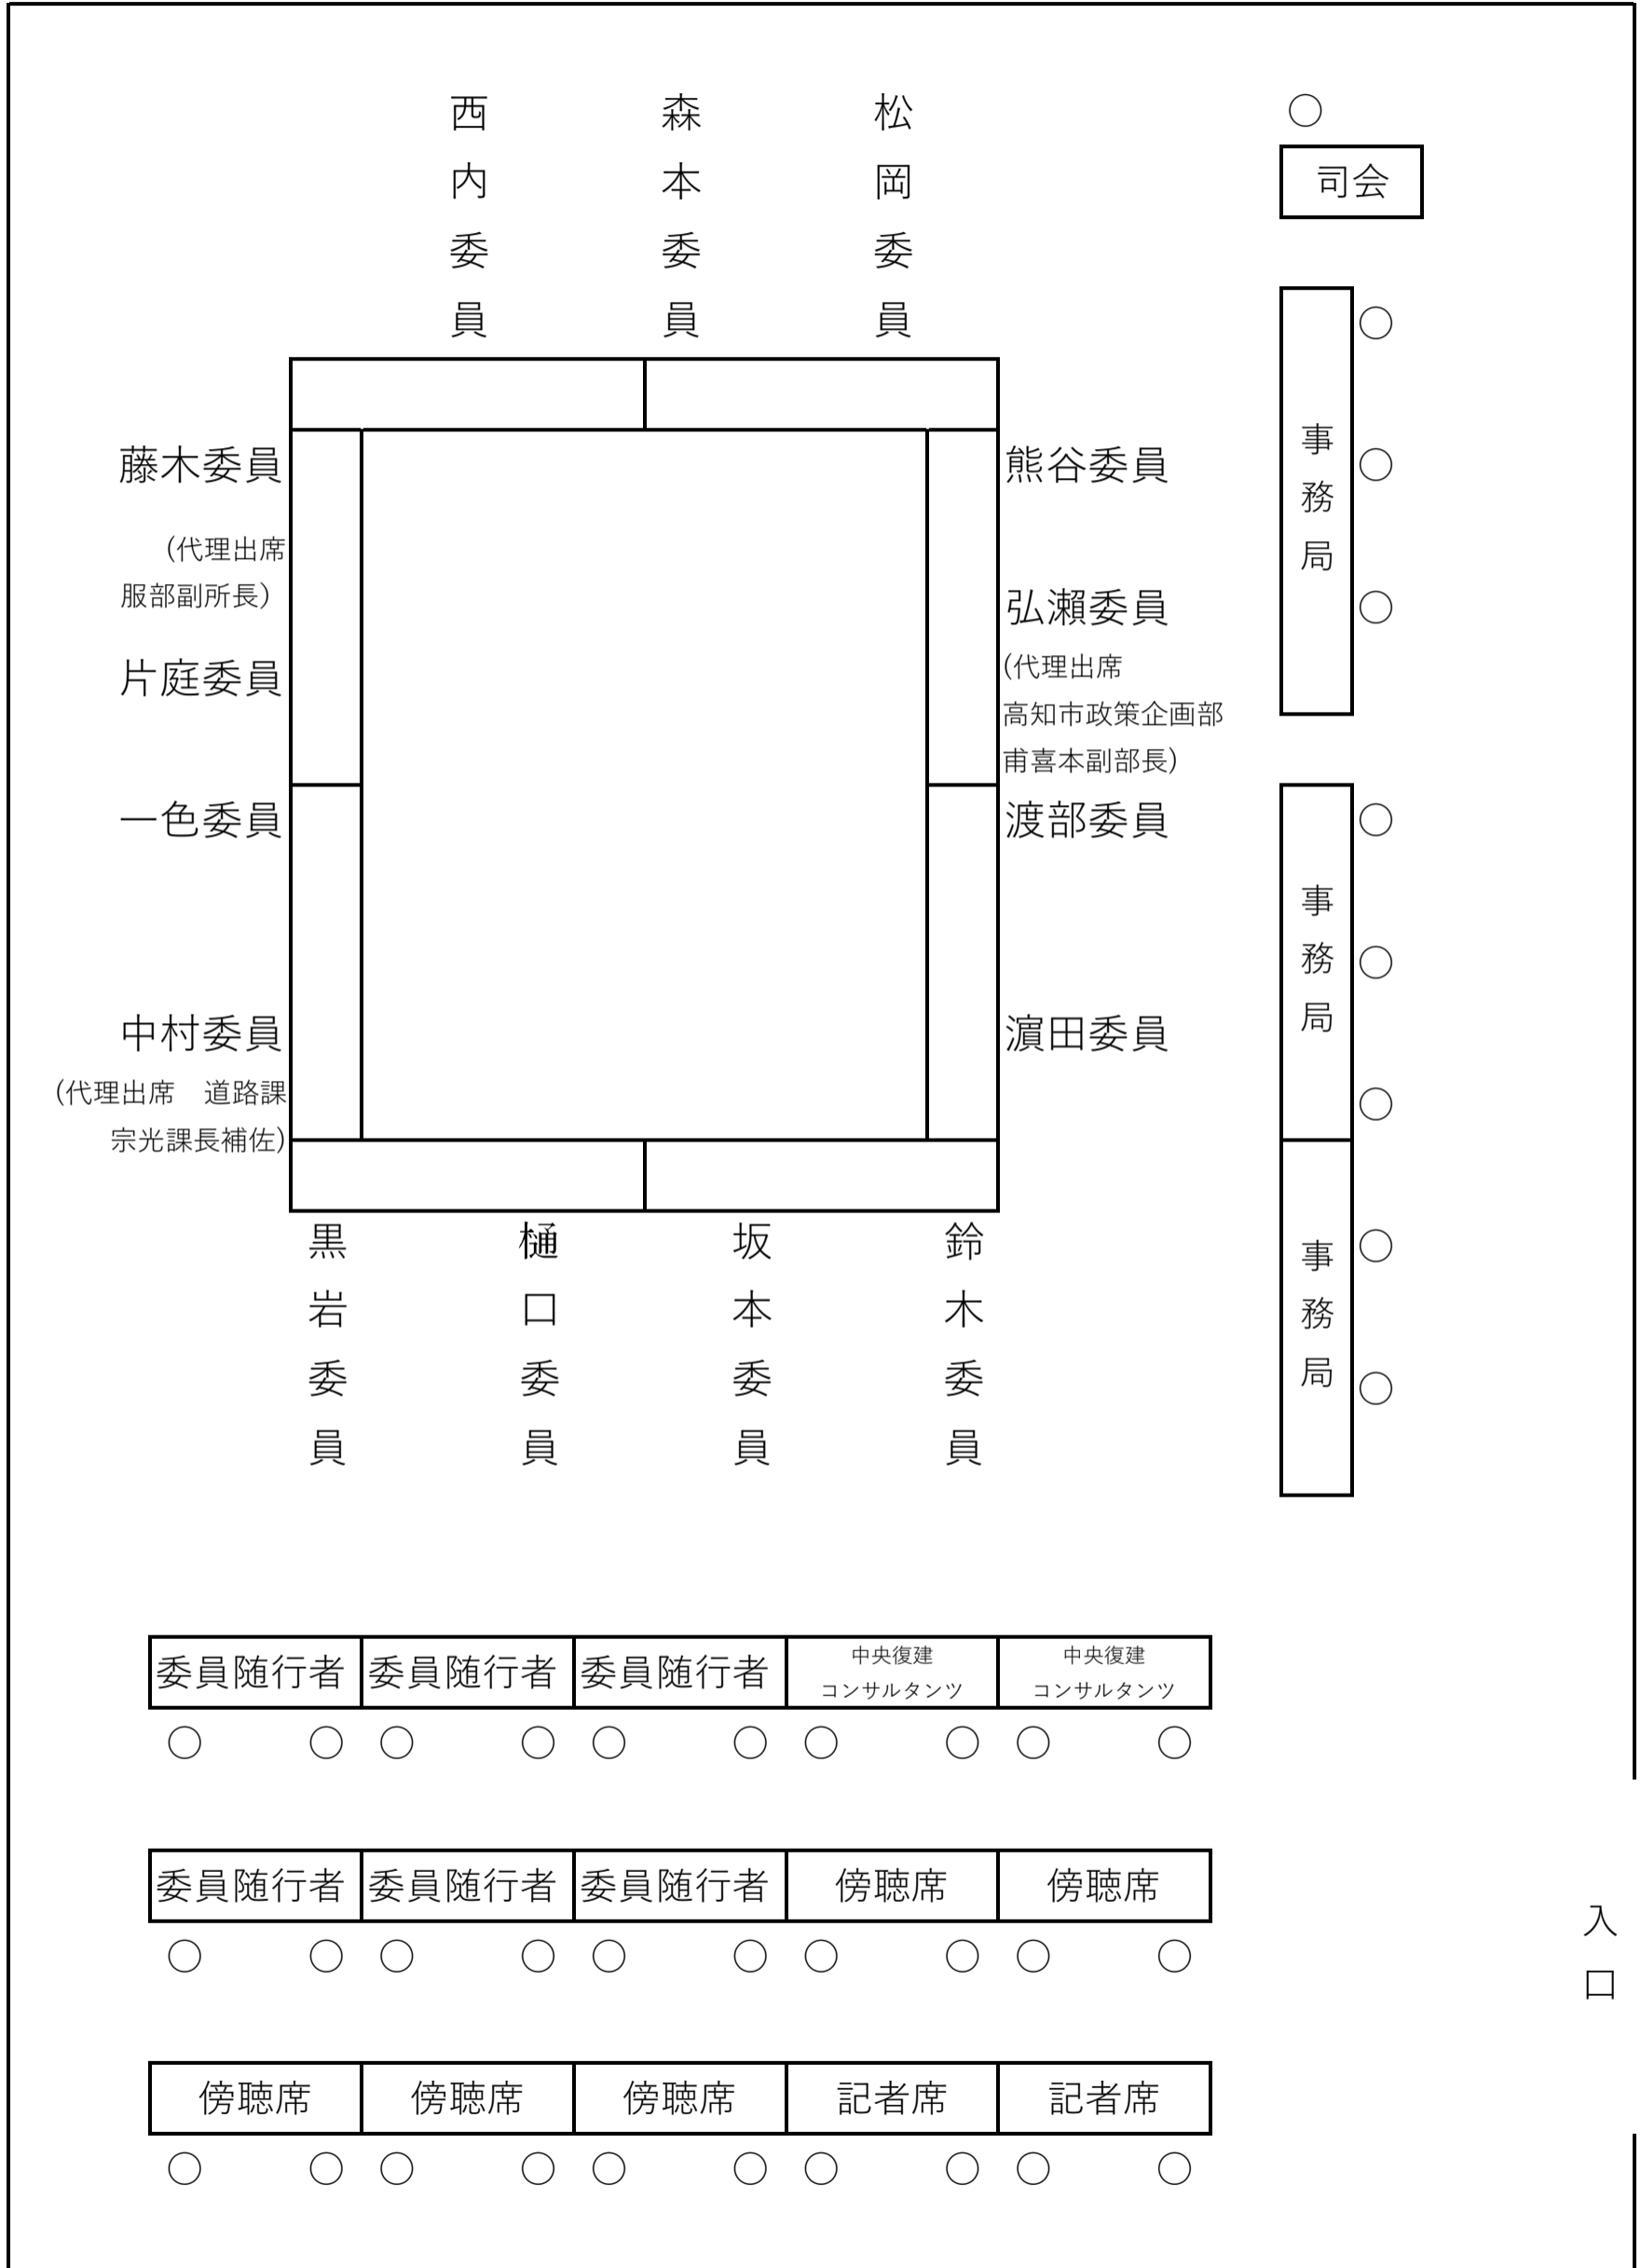 西内委員
森本委員
松岡委員
○
司会
藤木委員
（代理出席
服部副所長）
片庭委員
一色委員
中村委員
（代理出席　道路課
宗光課長補佐）
熊谷委員
弘瀬委員
（代理出席
高知市政策企画部
甫喜本副部長）
渡部委員
濵田委員
事務局
○
○
○
事務局
○
○
○
事務局
○
○
黒岩委員
樋口委員
坂本委員
鈴木委員
委員随行者 委員随行者 委員随行者 中央復建 中央復建
コンサルタンツ コンサルタンツ
○ ○ ○ ○ ○ ○ ○ ○ ○ ○
委員随行者 委員随行者 委員随行者 傍聴席 傍聴席
○ ○ ○ ○ ○ ○ ○ ○ ○ ○
入口
傍聴席 傍聴席 傍聴席 記者席 記者席
○ ○ ○ ○ ○ ○ ○ ○ ○ ○